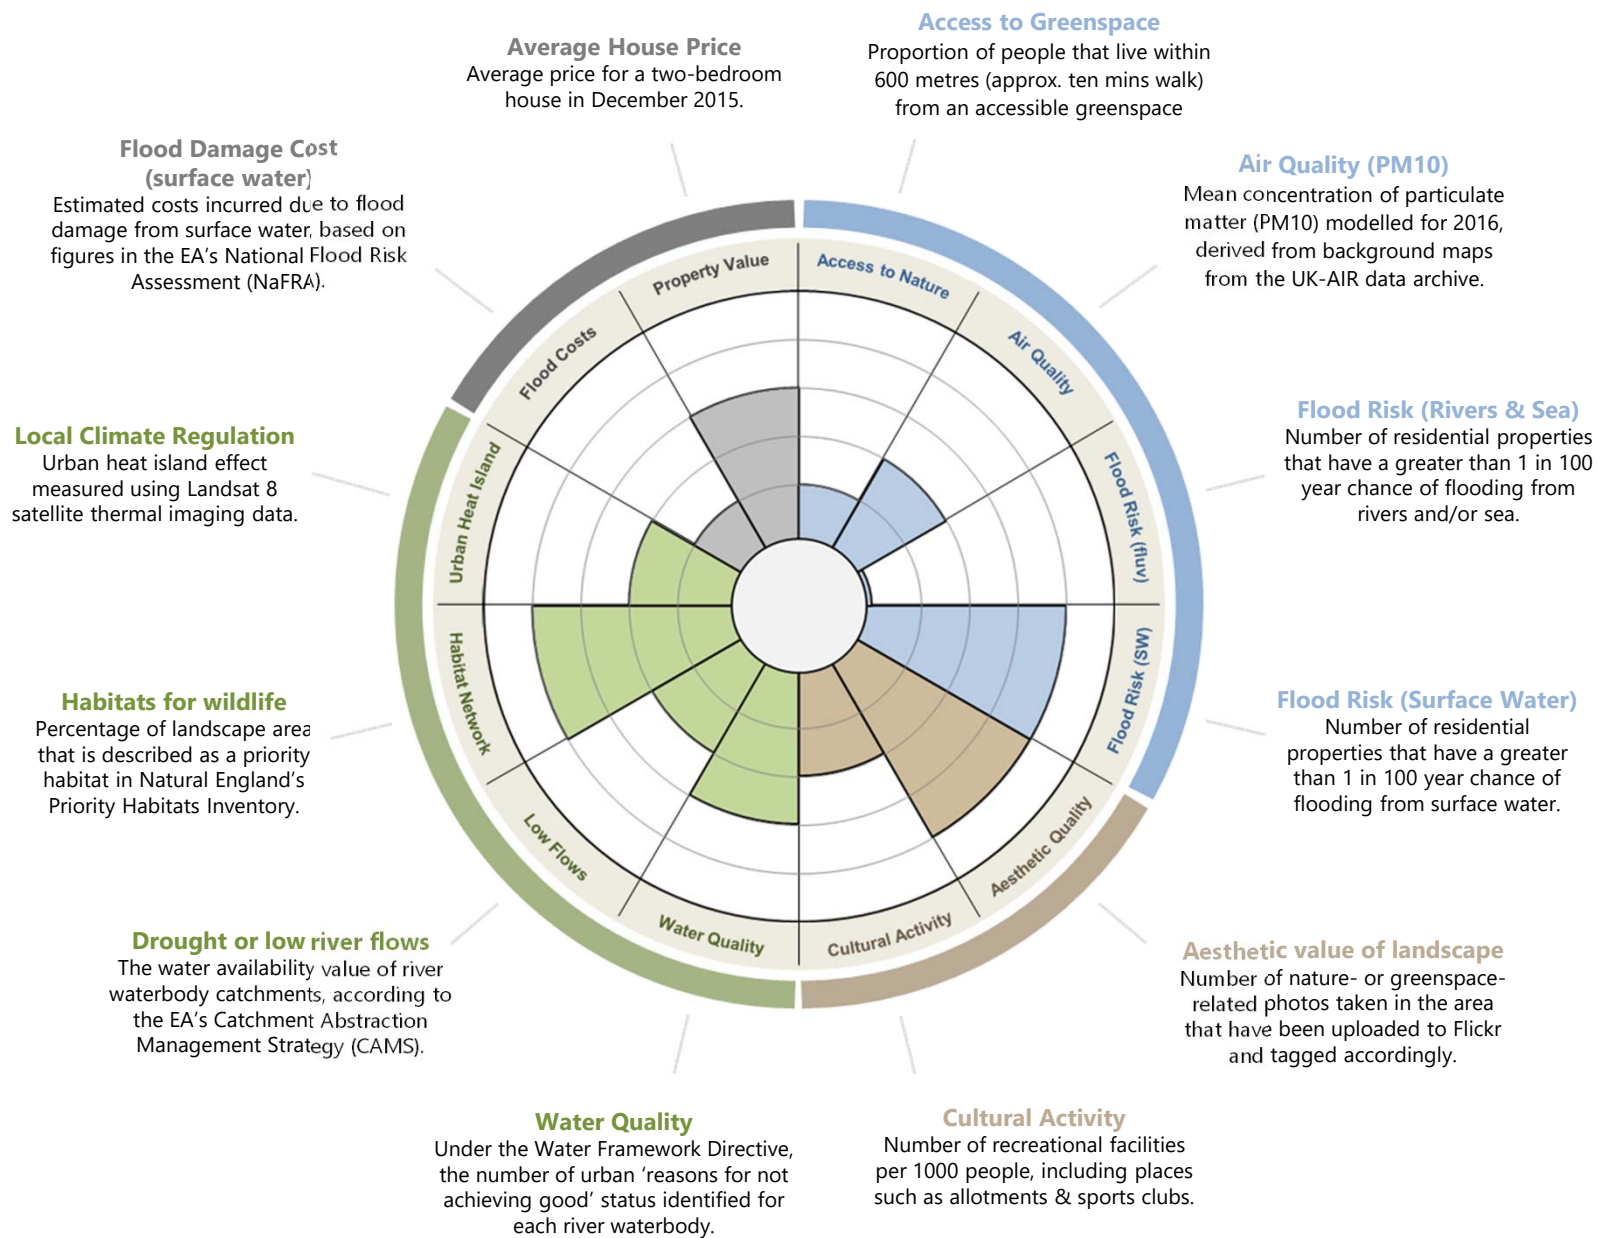 Access to Greenspace
Proportion of people that live within
600 metres (approx. ten mins walk)
from an accessible greenspace
Average House Price
Average price for a two-bedroom
house in December 2015.
Flood Damage Cost
(surface water)
Estimated costs incurred due to flood
damage from surface water, based on
figures in the EA's National Flood Risk
Assessment (NaFRA).
Air Quality (PM10)
Mean concentration of particulate
matter (PM10) modelled for 2016,
derived from background maps
from the UK-AIR data archive.
Local Climate Regulation
Urban heat island effect
measured using Landsat 8
satellite thermal imaging data.
Flood Risk (Rivers & Sea)
Number of residential properties
that have a greater than 1 in 100
year chance of flooding from
rivers and/or sea.
Property Value
Access to Nature
Flood Costs
Air Quality
Urban Heat Island
Flood Risk (fluv)
Habitat Network
Flood Risk (SW)
Low Flows
Aesthetic Quality
Water Quality
Cultural Activity
Habitats for wildlife
Percentage of landscape area
that is described as a priority
habitat in Natural England's
Priority Habitats Inventory.
Flood Risk (Surface Water)
Number of residential
properties that have a greater
than 1 in 100 year chance of
flooding from surface water.
Drought or low river flows
The water availability value of river
waterbody catchments, according to
the EA's Catchment Abstraction
Management Strategy (CAMS).
Aesthetic value of landscape
Number of nature- or greenspace-
related photos taken in the area
that have been uploaded to Flickr
and tagged accordingly.
Water Quality
Under the Water Framework Directive,
the number of urban 'reasons for not
achieving good' status identified for
each river waterbody.
Cultural Activity
Number of recreational facilities
per 1000 people, including places
such as allotments & sports clubs.